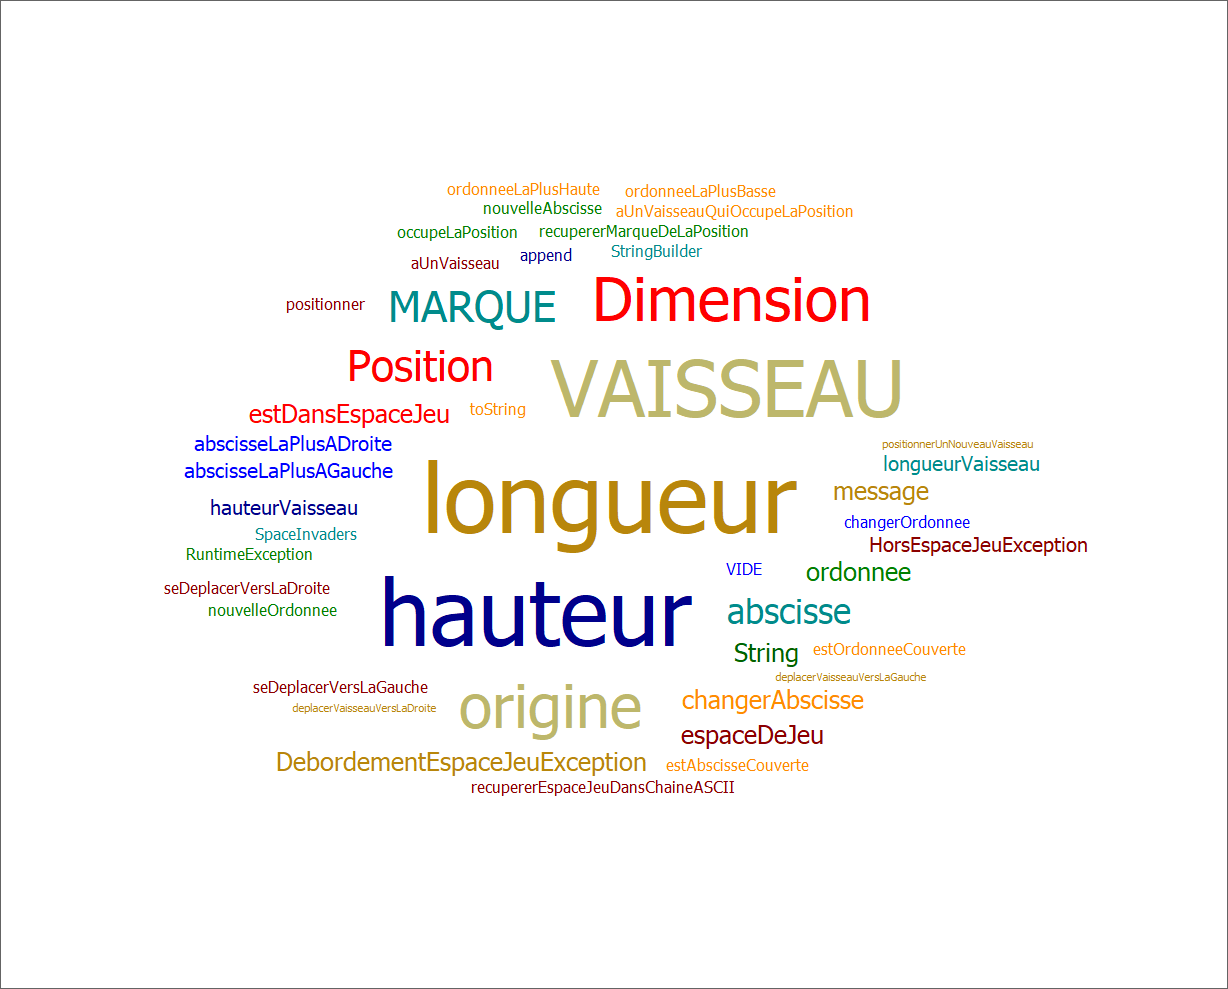 ordonneeLaPlusHaute ordonneeLaPlusBasse
nouvelleAbscisse aUnVaisseauQuiOccupeLaPosition
occupeLaPosition recupererMarqueDeLaPosition
aUnVaisseau append StringBuilder
positionner MARQUE Dimension
Position VAISSEAU
estDansEspaceJeu toString
abscisseLaPlusADroite positionnerUnNouveauVaisseau
abscisseLaPlusAGauche longueurVaisseau
longueur message
hauteurVaisseau changerOrdonnee
SpaceInvaders HorsEspaceJeuException
RuntimeException VIDE ordonnee
seDeplacerVersLaDroite
nouvelleOrdonnee hauteur abscisse
String estOrdonneeCouverte
seDeplacerVersLaGauche deplacerVaisseauVersLaGauche
deplacerVaisseauVersLaDroite origine changerAbscisse
espaceDeJeu
DebordementEspaceJeuException estAbscisseCouverte
recupererEspaceJeuDansChaineASCII